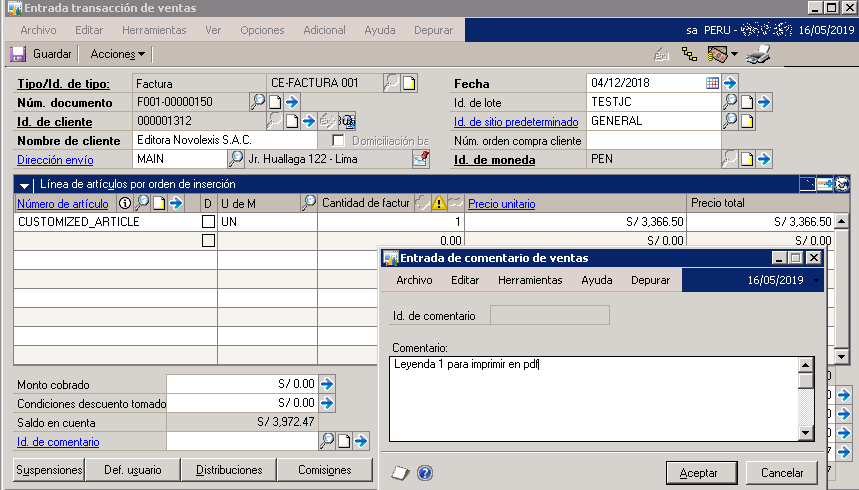 Entrada transacción de ventas
Archivo Editar Herramientas Ver Opciones Adicional Ayuda Depurar sa PERU - 16/05/2019
Guardar Acciones
Tipo/Id. de tipo: Factura CE-FACTURA 001 Fecha 04/12/2018
Núm. documento F001-00000150 Id. de lote TESTJC
Id. de cliente 000001312 Id. de sitio predeterminado GENERAL
Nombre de cliente Editora Novolexis S.A.C. Domiciliación ba Núm. orden compra cliente
Dirección envío MAIN Jr. Huallaga 122 - Lima Id. de moneda PEN
Línea de artículos por orden de inserción
Número de artículo D U de M Cantidad de factur Precio unitario Precio total
CUSTOMIZED_ARTICLE UN 1 S/ 3,366.50 S/ 3,366.50
0.00 S/ 0.00 S/ 0.00
Entrada de comentario de ventas
Archivo Editar Herramientas Ayuda Depurar 16/05/2019
Id. de comentario
Comentario:
Leyenda 1 para imprimir en pdf
Monto cobrado S/ 0.00
Condiciones descuento tomado S/ 0.00
Saldo en cuenta S/ 3,972.47
Id. de comentario
Suspensiones Def. usuario Distribuciones Comisiones
Aceptar Cancelar